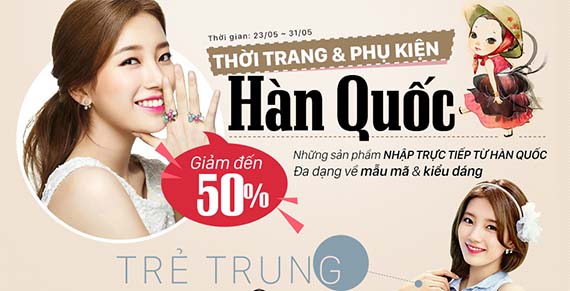 Thời gian: 23/05 ~ 31/05
THỜI TRANG & PHỤ KIÊN
Hàn Quốc
Giảm đến
50%
Những sản phẩm NHẬP TRỰC TIẾP TỪ HÀN QUỐC
Đa dạng về mẫu mã & kiểu dáng
TRẺ TRUNG